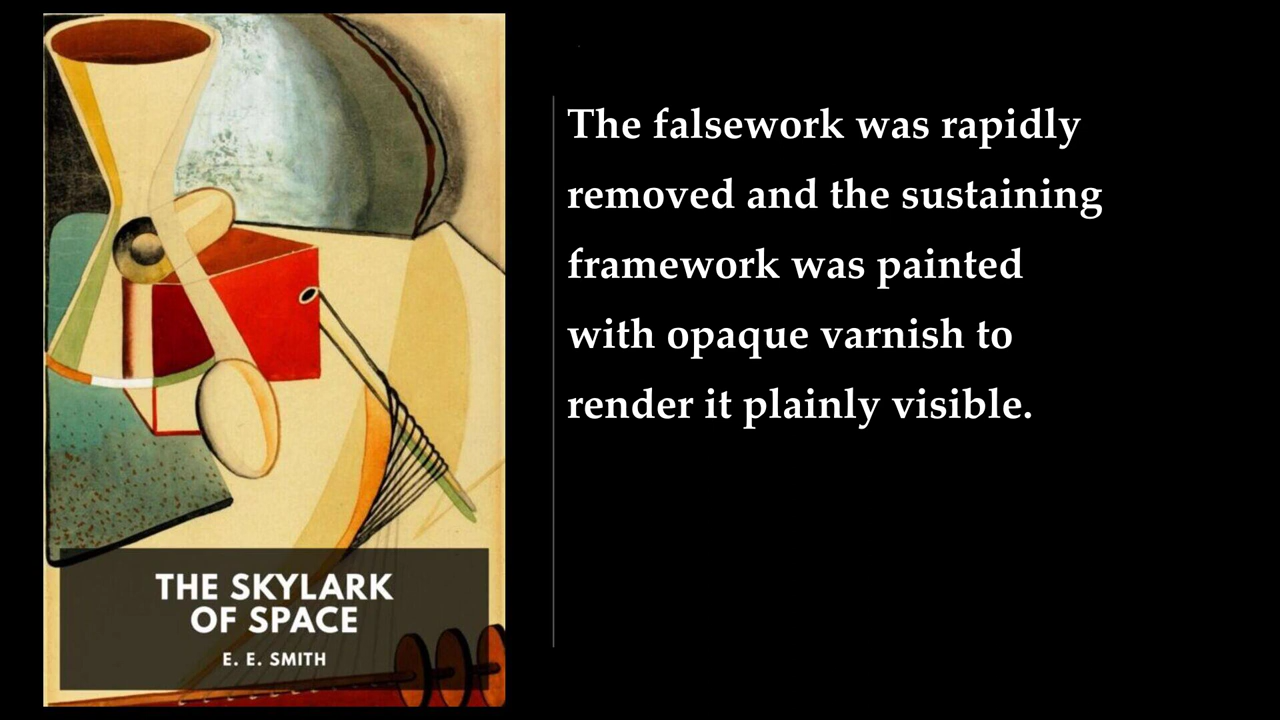 THE SKYLARK
OF SPACE
E. E. SMITH
The falsework was rapidly
removed and the sustaining
framework was painted
with opaque varnish to
render it plainly visible.